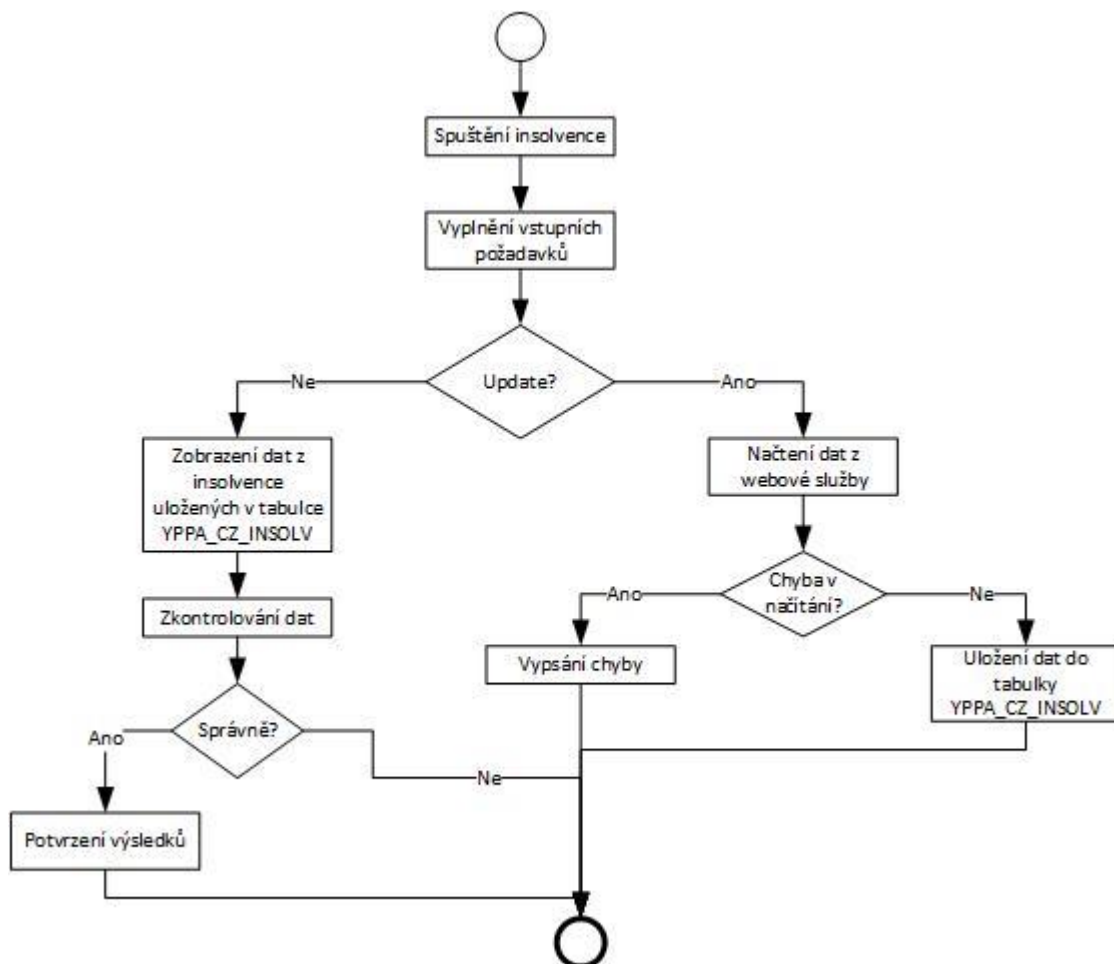 Spuštění insolvence
Vyplnění vstupních
požadavků
Update?
Ne
Ano
Zobrazení dat z
insolvence
uložených v tabulce
YPPA_CZ_INSOLV
Načtení dat z
webové služby
Zkontrolování dat
Chyba v
načítání?
Ano
Ne
Vypsání chyby
Uložení dat do
tabulky
YPPA_CZ_INSOLV
Správně?
Ano
Ne
Potvrzení výsledků